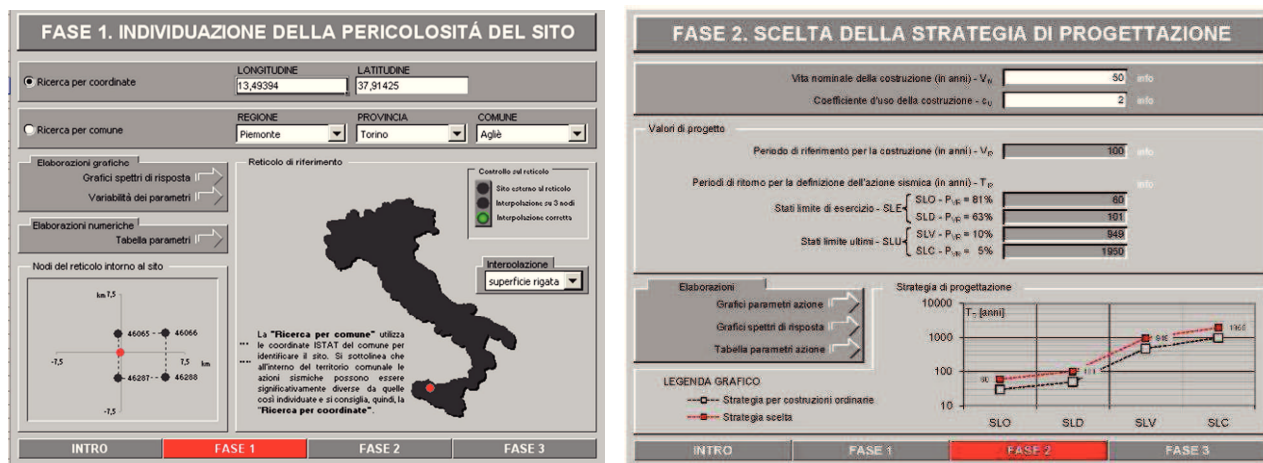 FASE 1. INDIVIDUAZIONE DELLA PERICOLOSITÁ DEL SITO
Ricerca per coordinate
LONGITUDINE
LATITUDINE
13,49394
37,91425
Ricerca per comune
REGIONE
PROVINCIA
COMUNE
Piemonte
Torino
Agliè
Elaborazioni grafiche
Grafici spettri di risposta
Variabilità dei parametri
Elaborazioni numeriche
Tabella parametri
Nodi del reticolo intorno al sito
km 7,5
46065
46066
-7,5
7,5 km
46287
46288
-7,5
Reticolo di riferimento
Controllo sul reticolo
Sito esterno al reticolo
Interpolazione su 3 nodi
Interpolazione corretta
Interpolazione
superficie rigata
La "Ricerca per comune" utilizza
le coordinate ISTAT del comune per
identificare il sito. Si sottolinea che
all'interno del territorio comunale le
azioni sismiche possono essere
significativamente diverse da quelle
così individuate e si consiglia, quindi, la
"Ricerca per coordinate".
INTRO
FASE 1
FASE 2
FASE 3
FASE 2. SCELTA DELLA STRATEGIA DI PROGETTAZIONE
Vita nominale della costruzione (in anni) - VN 50 info
Coefficiente d'uso della costruzione - cU 2 info
Valori di progetto
Periodo di riferimento per la costruzione (in anni) - VR 100 info
Periodi di ritorno per la definizione dell'azione sismica (in anni) - TR info
Stati limite di esercizio - SLE
SLO - PVR = 81% 60
SLD - PVR = 63% 101
Stati limite ultimi - SLU
SLV - PVR = 10% 949
SLC - PVR = 5% 1950
Elaborazioni
Grafici parametri azione
Grafici spettri di risposta
Tabella parametri azione
Strategia di progettazione
TR [anni]
10000
1000
100
10
60
101
SLO
SLD
SLV
SLC
LEGENDA GRAFICO
Strategia per costruzioni ordinarie
Strategia scelta
INTRO
FASE 1
FASE 2
FASE 3